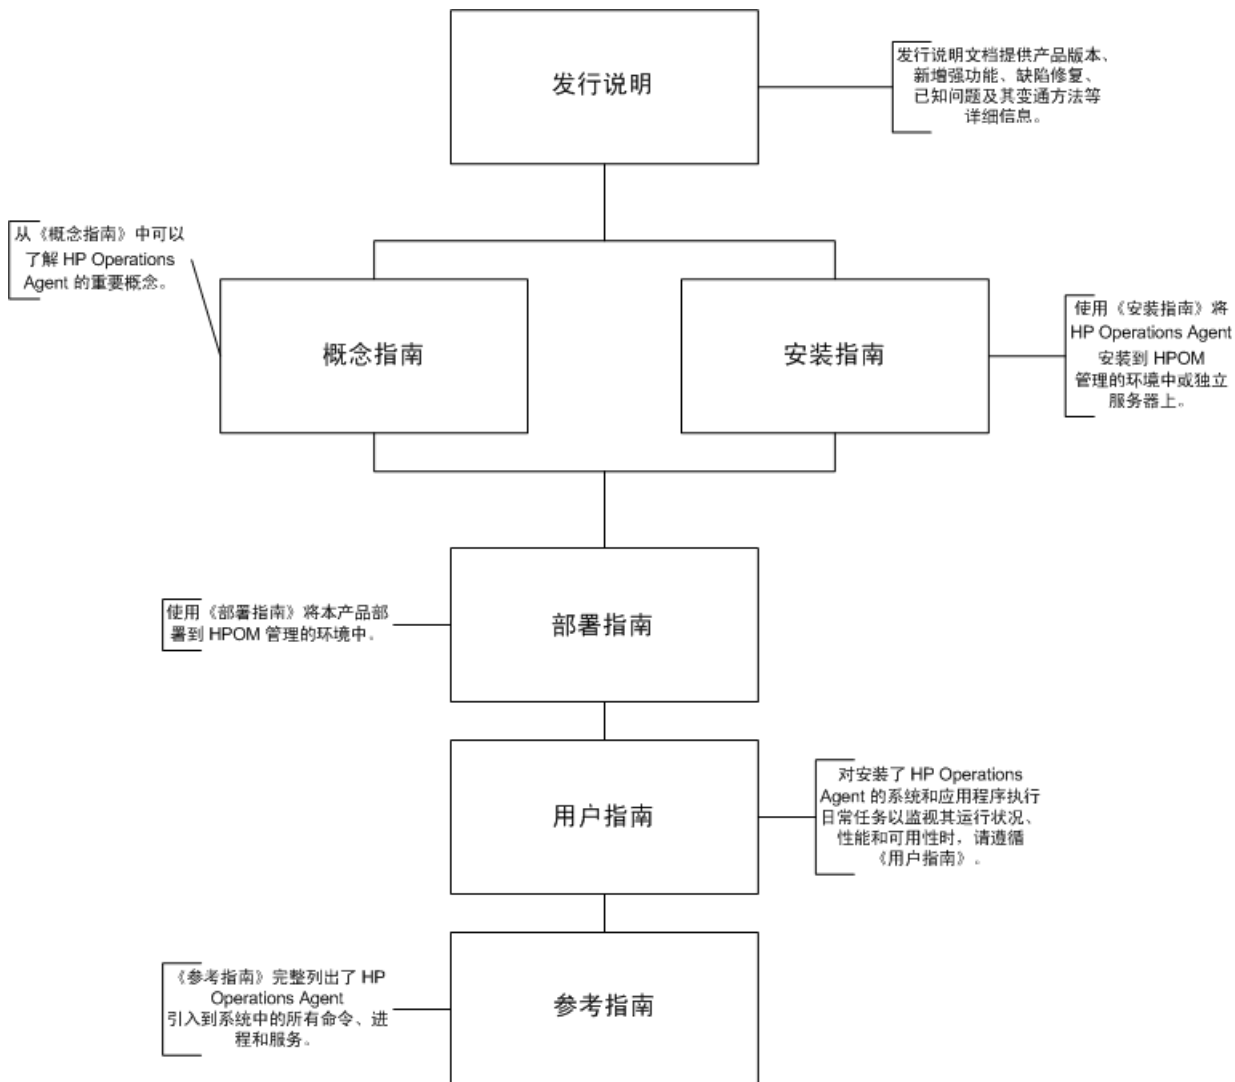 发行说明
发行说明文档提供产品版本、
新增强功能、缺陷修复、
已知问题及其变通方法等
详细信息。
从《概念指南》中可以
了解 HP Operations
Agent 的重要概念。
概念指南
安装指南
使用《安装指南》将
HP Operations Agent
安装到 HPOM
管理的环境中或独立
服务器上。
使用《部署指南》将本产品部
署到 HPOM 管理的环境中。
部署指南
用户指南
对安装了 HP Operations
Agent 的系统和应用程序执行
日常任务以监视其运行状况、
性能和可用性时，请遵循
《用户指南》。
《参考指南》完整列出了 HP
Operations Agent
引入到系统中的所有命令、进
程和服务。
参考指南